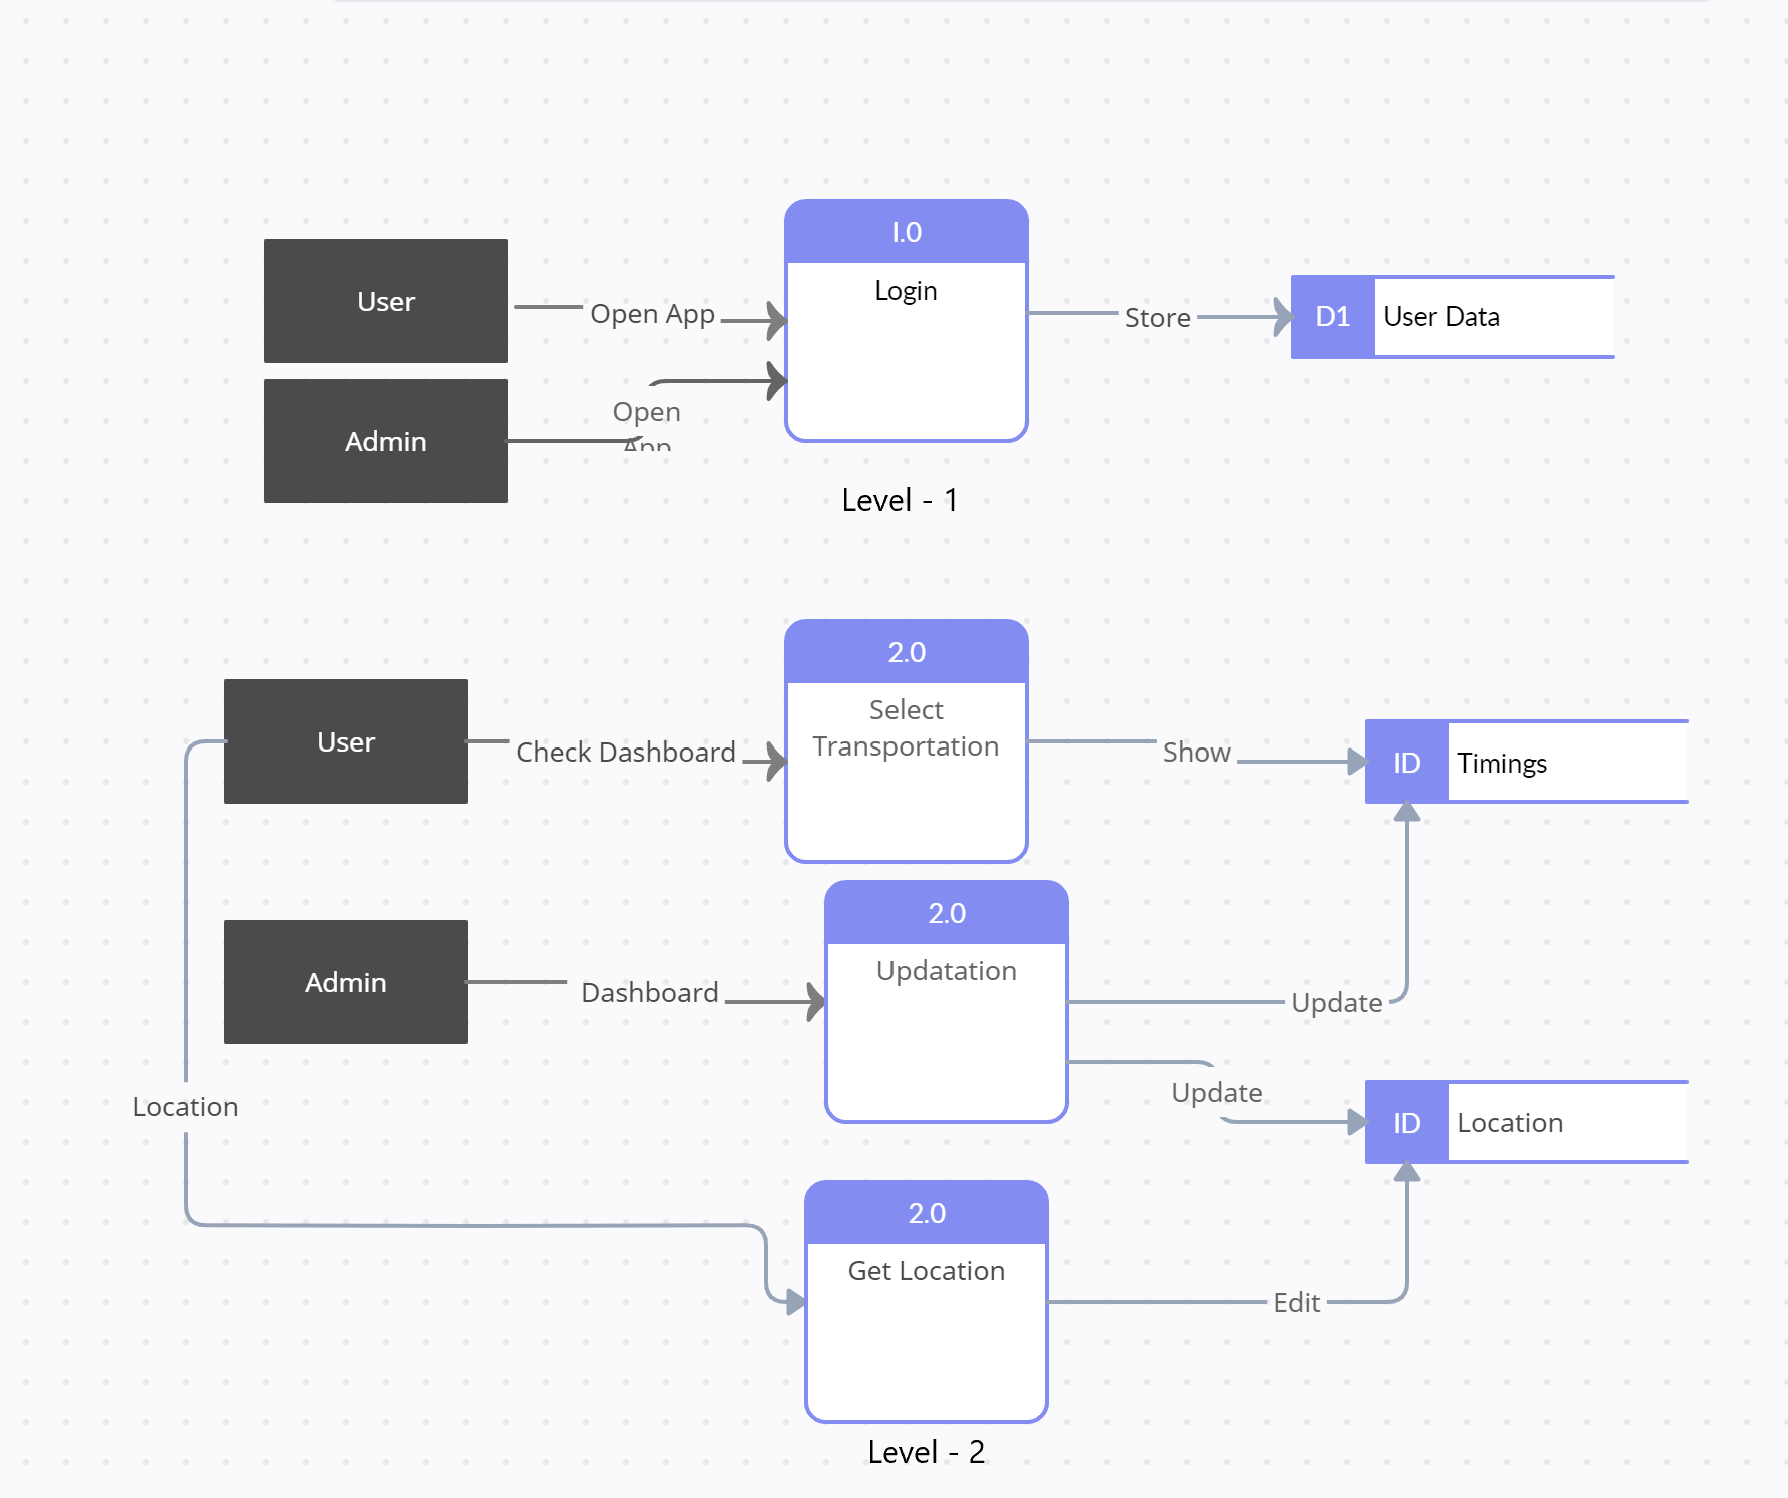 I.0
User
Login
Open App
Store
D1
User Data
Open
App
Admin
Level - 1
2.0
Select
Transportation
User
Check Dashboard
Show
ID
Timings
2.0
Updatation
Admin
Dashboard
Update
Update
Location
ID
Location
2.0
Get Location
Edit
Level - 2